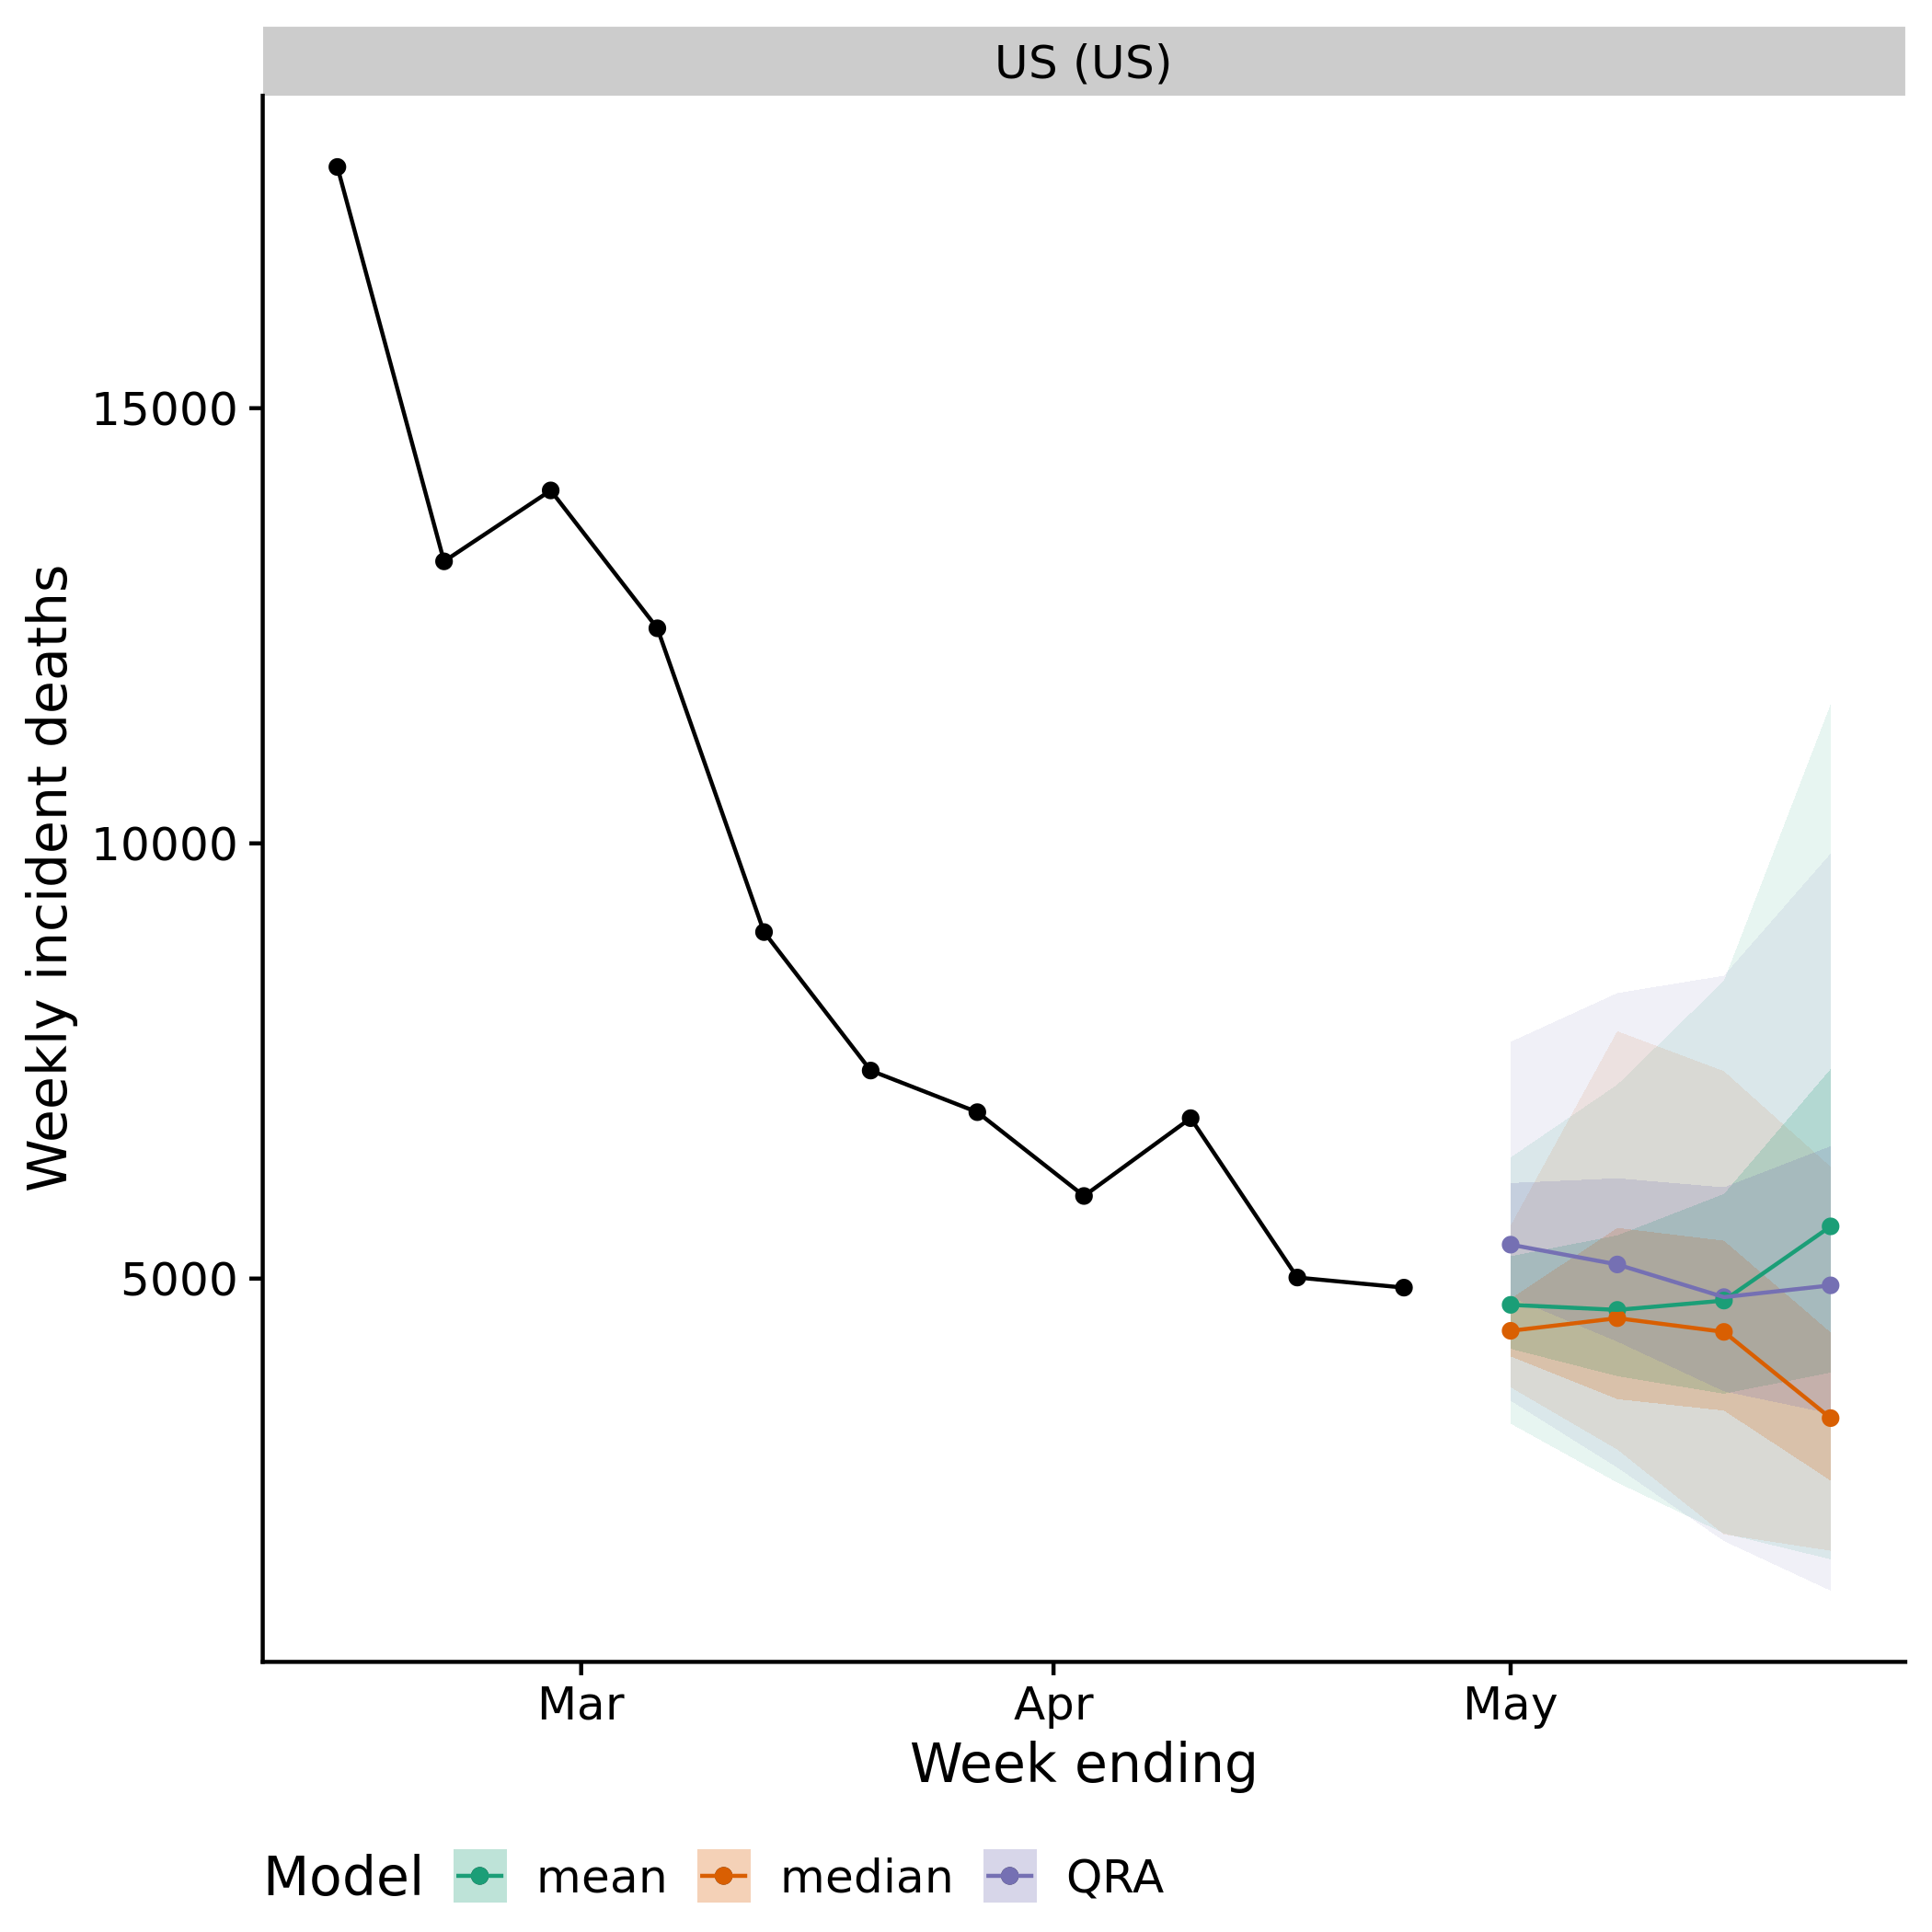 US (US)
Weekly incident deaths
15000
10000
5000
Mar Apr May
Week ending
Model mean median QRA